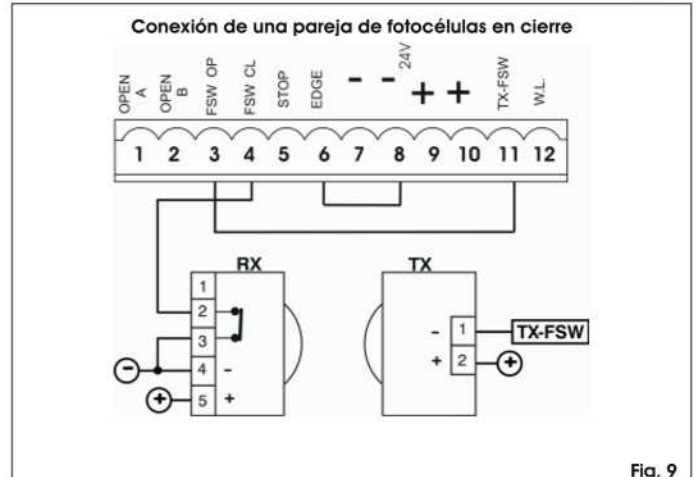 Conexión de una pareja de fotocélulas en cierre
OPEN A
OPEN B
FSW OP
FSW CL
STOP
EDGE
- - 24V
+ +
TX-FSW
W.L.
1 2 3 4 5 6 7 8 9 10 11 12
RX
1
2
3
- 4 -
+ 5 +
TX
- 1 TX-FSW
+ 2 +
Fig. 9